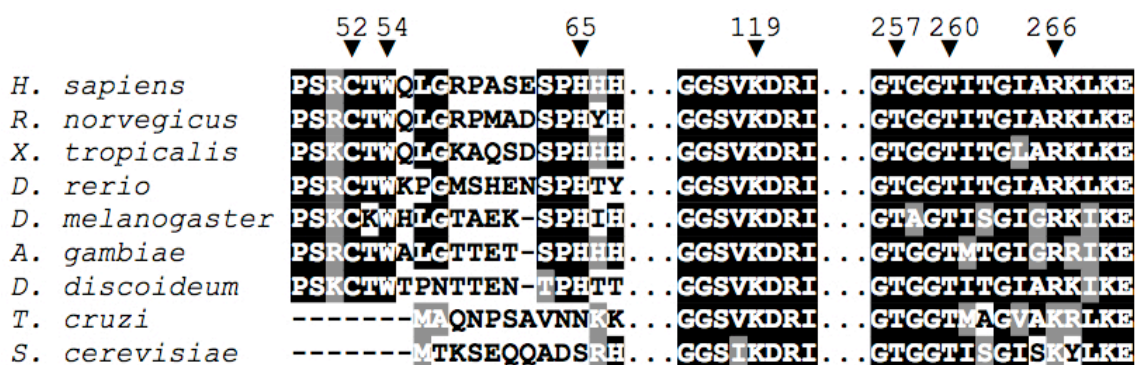 52 54 65 119 257 260 266
H. sapiens PSRCTWQLGRPASESPHHH...GGSVKDRI...GTGGTITGIARKLKE
R. norvegicus PSRCTWQLGRPMADSPHYH...GGSVKDRI...GTGGTITGIARKLKE
X. tropicalis PSKCTWQLGKAQSDSPHHH...GGSVKDRI...GTGGTITGLARKLKE
D. rerio PSRCTWKPGMSHENSPHTY...GGSVKDRI...GTGGTITGIARKLKE
D. melanogaster PSKCKWHLGTAEK-SPHIH...GGSVKDRI...GTAGTISGIGRKIKE
A. gambiae PSRCTWALGTTET-SPHHH...GGSVKDRI...GTGGTMTGIGRRIKE
D. discoideum PSKCTWTPNTTEN-TPHTT...GGSVKDRI...GTGGTITGIARKIKE
T. cruzi -------MAQNPSAVNNKK...GGSVKDRI...GTGGTMAGVAKRLKE
S. cerevisiae -------MTKSEQQADSRH...GGSIKDRI...GTGGTISGISKYLKE